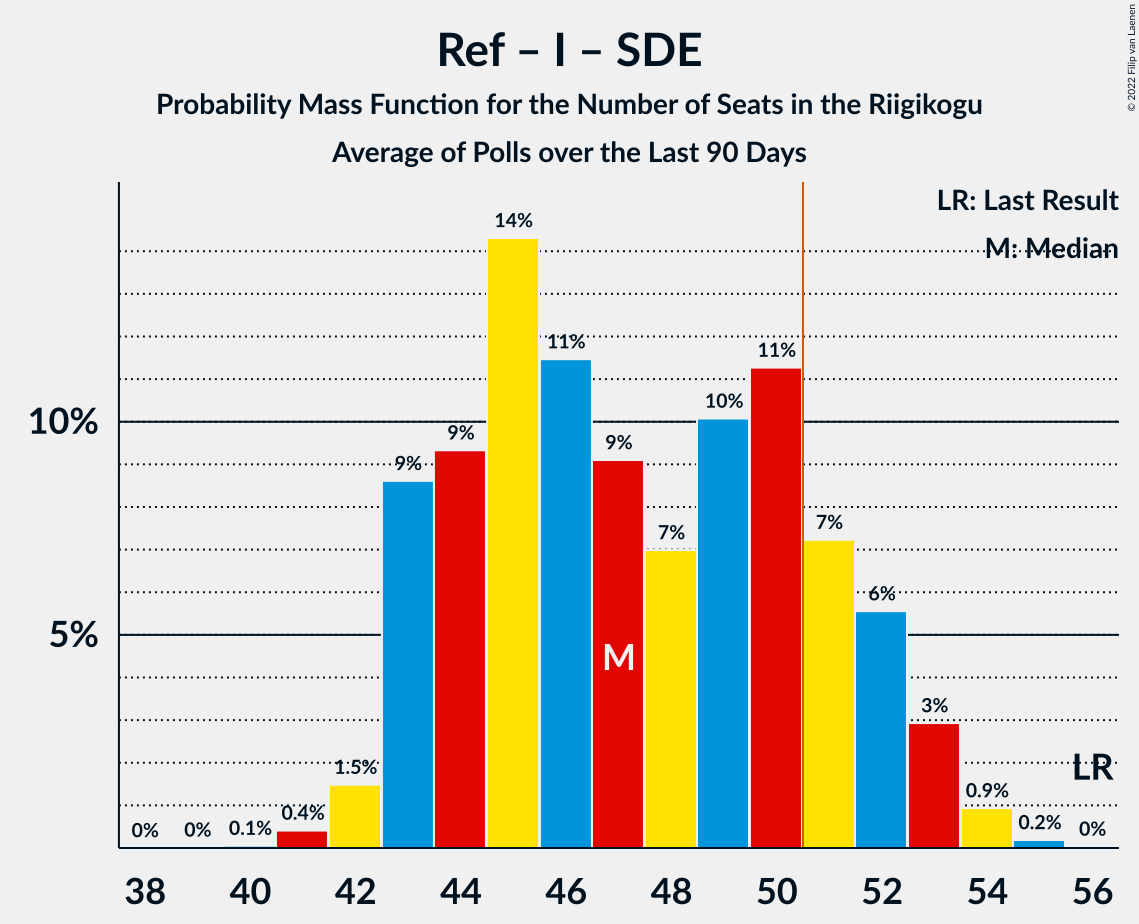 Ref – I – SDE
Probability Mass Function for the Number of Seats in the Riigikogu
Average of Polls over the Last 90 Days
© 2022 Filip van Laenen
LR: Last Result
M: Median
10%
5%
0%
0%
0.1%
0.4%
1.5%
9%
9%
14%
11%
9%
7%
10%
11%
7%
6%
3%
0.9%
0.2%
0%
M
LR
38 40 42 44 46 48 50 52 54 56